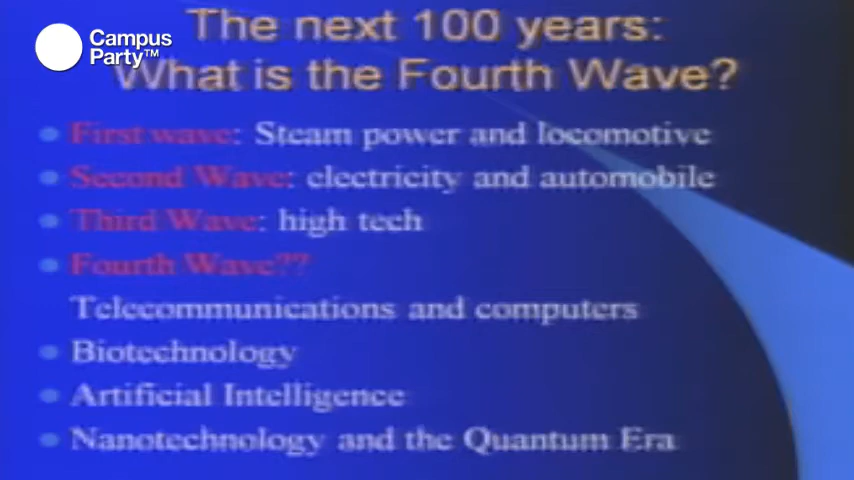 Campus
Party™
The next 100 years:
What is the Fourth Wave?
First wave: Steam power and locomotive
Second Wave: electricity and automobile
Third Wave: high tech
Fourth Wave??
Telecommunications and computers
Biotechnology
Artificial Intelligence
Nanotechnology and the Quantum Era